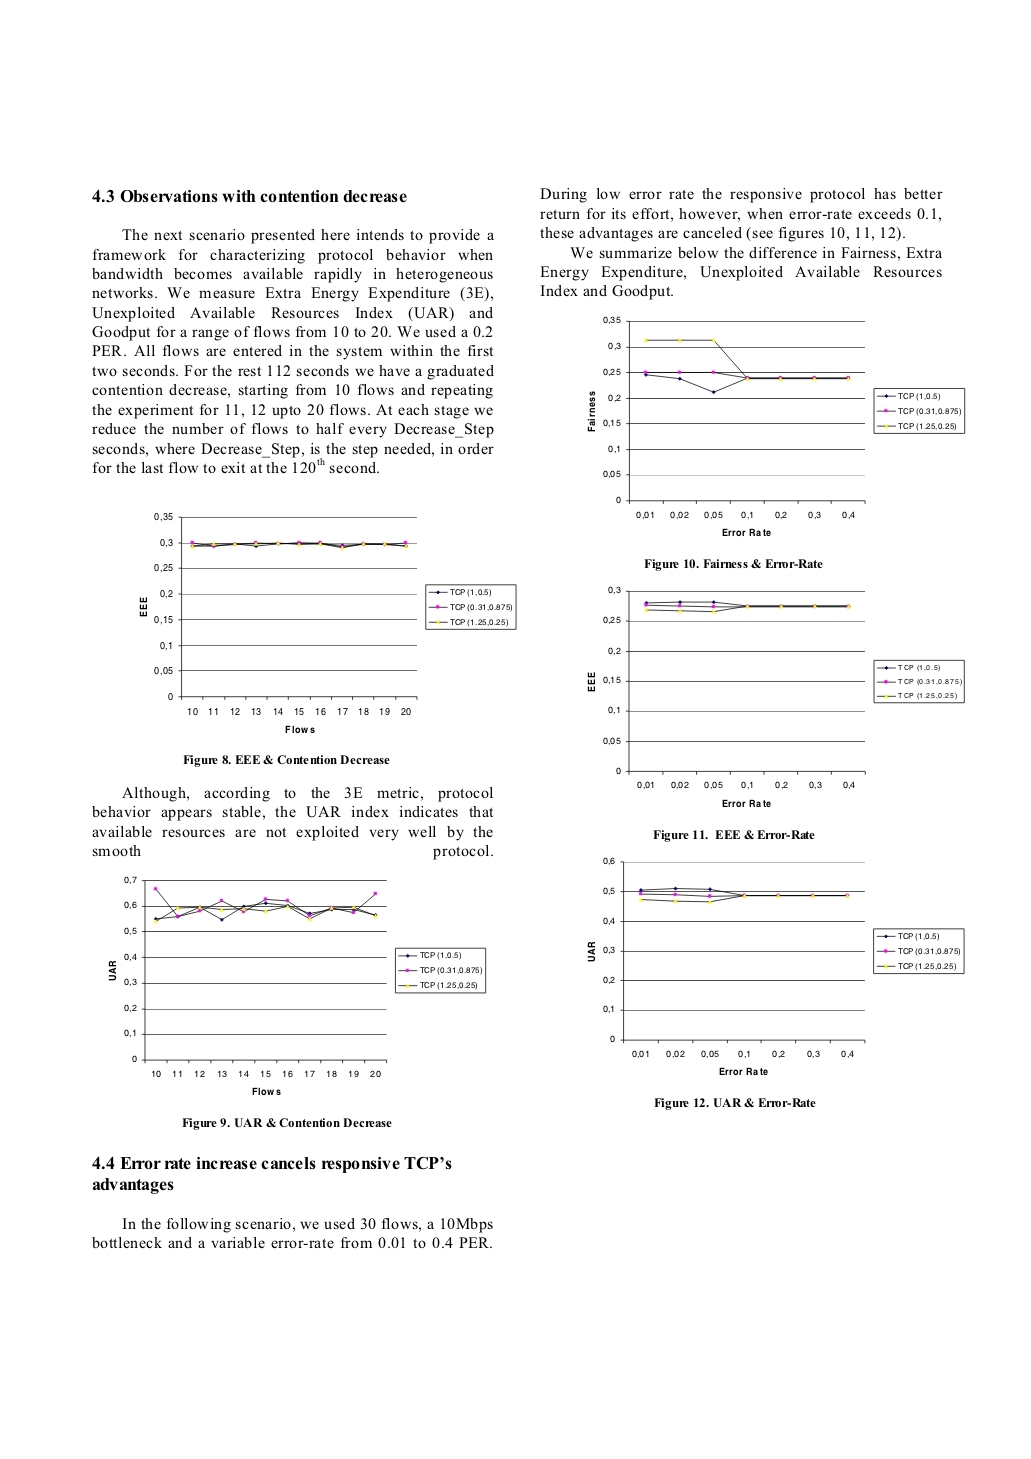 4.3 Observations with contention decrease
The next scenario presented here intends to provide a
framework for characterizing protocol behavior when
bandwidth becomes available rapidly in heterogeneous
networks. We measure Extra Energy Expenditure (3E),
Unexploited Available Resources Index (UAR) and
Goodput for a range of flows from 10 to 20. We used a 0.2
PER. All flows are entered in the system within the first
two seconds. For the rest 112 seconds we have a graduated
contention decrease, starting from 10 flows and repeating
the experiment for 11, 12 upto 20 flows. At each stage we
reduce the number of flows to half every Decrease_Step
seconds, where Decrease_Step, is the step needed, in order
for the last flow to exit at the 120th second.
0,35
0,3
0,25
0,2
0,15
0,1
0,05
0
EEE
10 11 12 13 14 15 16 17 18 19 20
Flows
TCP (1,0.5)
TCP (0.31,0.875)
TCP (1.25,0.25)
Figure 8. EEE & Contention Decrease
Although, according to the 3E metric, protocol
behavior appears stable, the UAR index indicates that
available resources are not exploited very well by the
smooth protocol.
0,7
0,6
0,5
0,4
0,3
0,2
0,1
0
UAR
10 11 12 13 14 15 16 17 18 19 20
Flows
TCP (1,0.5)
TCP (0.31,0.875)
TCP (1.25,0.25)
Figure 9. UAR & Contention Decrease
4.4 Error rate increase cancels responsive TCP's
advantages
In the following scenario, we used 30 flows, a 10Mbps
bottleneck and a variable error-rate from 0.01 to 0.4 PER.
During low error rate the responsive protocol has better
return for its effort, however, when error-rate exceeds 0.1,
these advantages are canceled (see figures 10, 11, 12).
We summarize below the difference in Fairness, Extra
Energy Expenditure, Unexploited Available Resources
Index and Goodput.
0,35
0,3
0,25
0,2
0,15
0,1
0,05
0
Fairness
0,01 0,02 0,05 0,1 0,2 0,3 0,4
Error Rate
TCP (1,0.5)
TCP (0.31,0.875)
TCP (1.25,0.25)
Figure 10. Fairness & Error-Rate
0,3
0,25
0,2
0,15
0,1
0,05
0
EEE
0,01 0,02 0,05 0,1 0,2 0,3 0,4
Error Rate
TCP (1,0.5)
TCP (0.31,0.875)
TCP (1.25,0.25)
Figure 11. EEE & Error-Rate
0,6
0,5
0,4
0,3
0,2
0,1
0
UAR
0,01 0,02 0,05 0,1 0,2 0,3 0,4
Error Rate
TCP (1,0.5)
TCP (0.31,0.875)
TCP (1.25,0.25)
Figure 12. UAR & Error-Rate